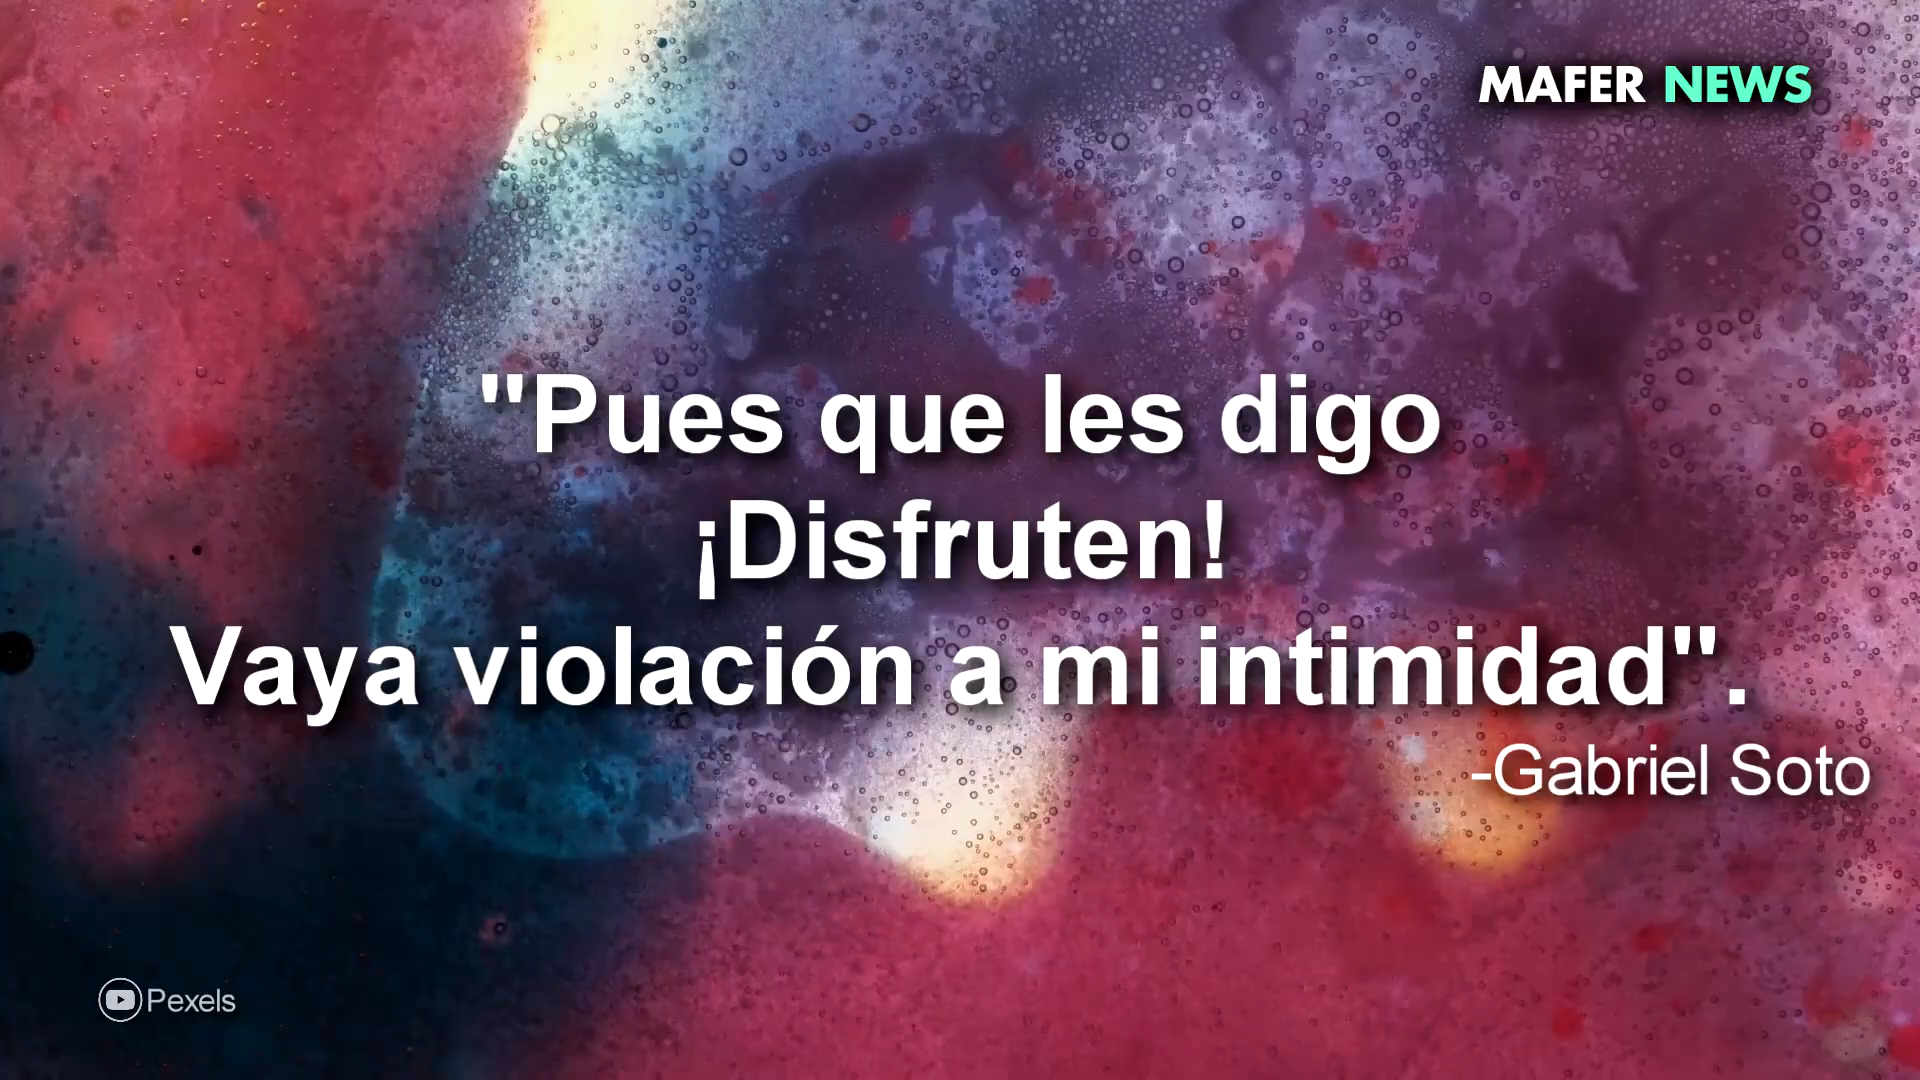 MAFER NEWS
"Pues que les digo
¡Disfruten!
Vaya violación a mi intimidad".
-Gabriel Soto
Pexels